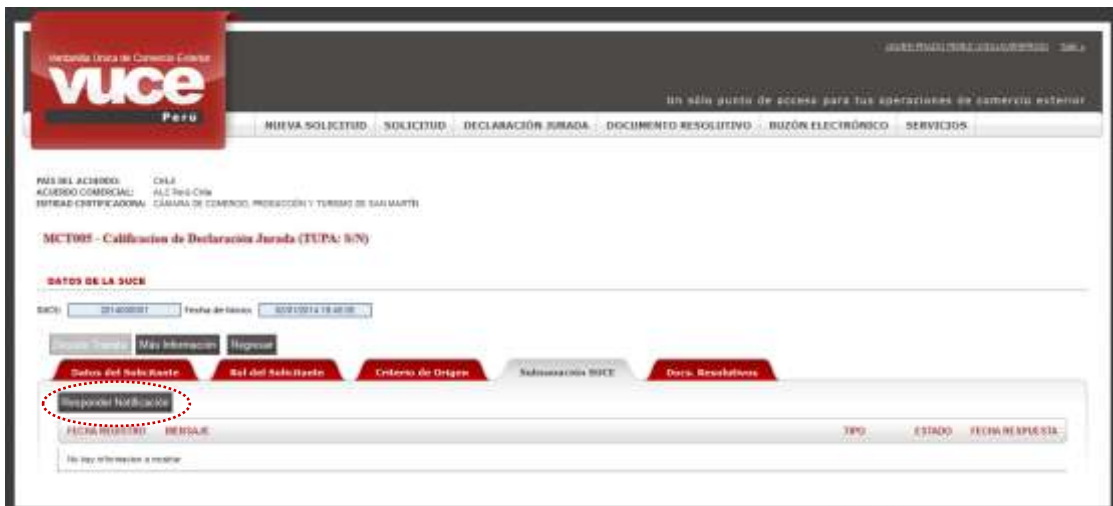 Ventanilla Única de Comercio Exterior
vuce
Perú
Un sólo punto de acceso para tus operaciones de comercio exterior
NUEVA SOLICITUD SOLICITUD DECLARACIÓN JURADA DOCUMENTO RESOLUTIVO BUZÓN ELECTRÓNICO SERVICIOS
PAÍS DEL ACUERDO: CHILE
ACUERDO COMERCIAL: ALC Perú-Chile
ENTIDAD CERTIFICADORA: CÁMARA DE COMERCIO, PRODUCCIÓN Y TURISMO DE SAN MARTÍN
MCT005 - Calificacion de Declaración Jurada (TUPA: S/N)
DATOS DE LA SUCE
SUCE: Fecha de
Más Información Regresar
Datos del Solicitante Rol del Solicitante Criterio de Origen Subsanación SUCE Docs. Resolutivos
Responder Notificación
FECHA REGISTRO MENSAJE TIPO ESTADO FECHA RESPUESTA
No hay informacion a mostrar